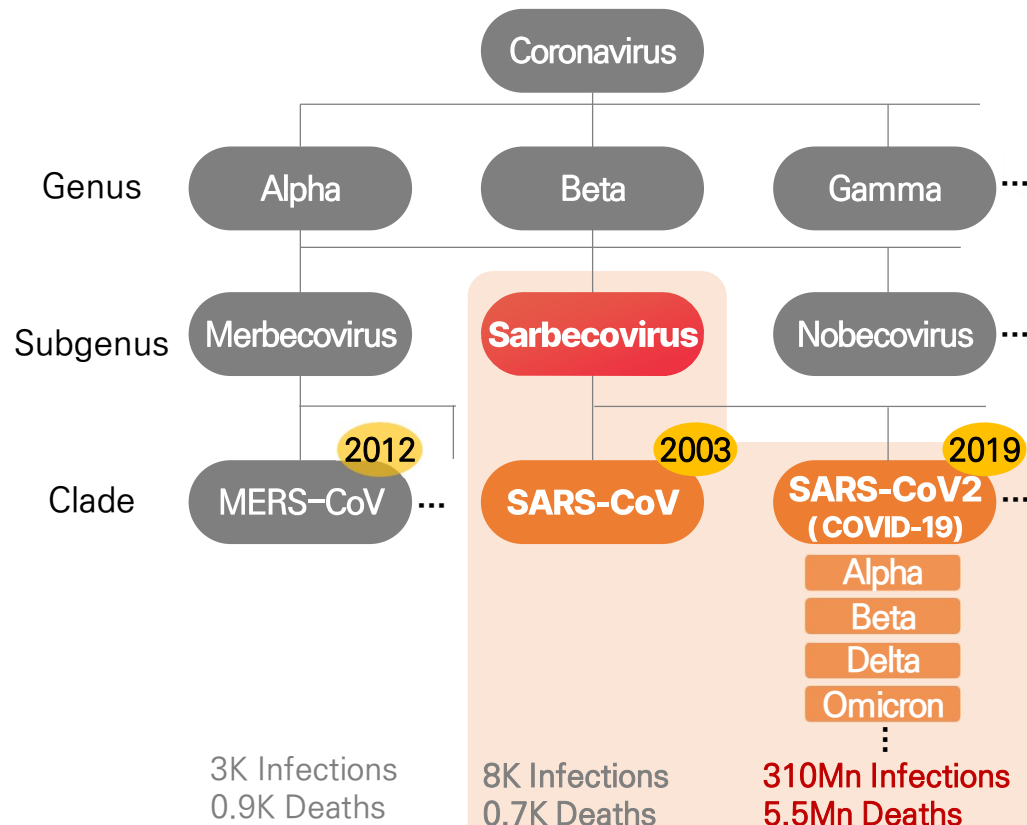 Coronavirus
Genus
Alpha
Beta
Gamma
...
Subgenus
Merbecovirus
Sarbecovirus
Nobecovirus
...
2012
2003
2019
Clade
MERS-CoV
...
SARS-CoV
SARS-CoV2
(COVID-19)
...
Alpha
Beta
Delta
Omicron
...
3K Infections
0.9K Deaths
8K Infections
0.7K Deaths
310Mn Infections
5.5Mn Deaths